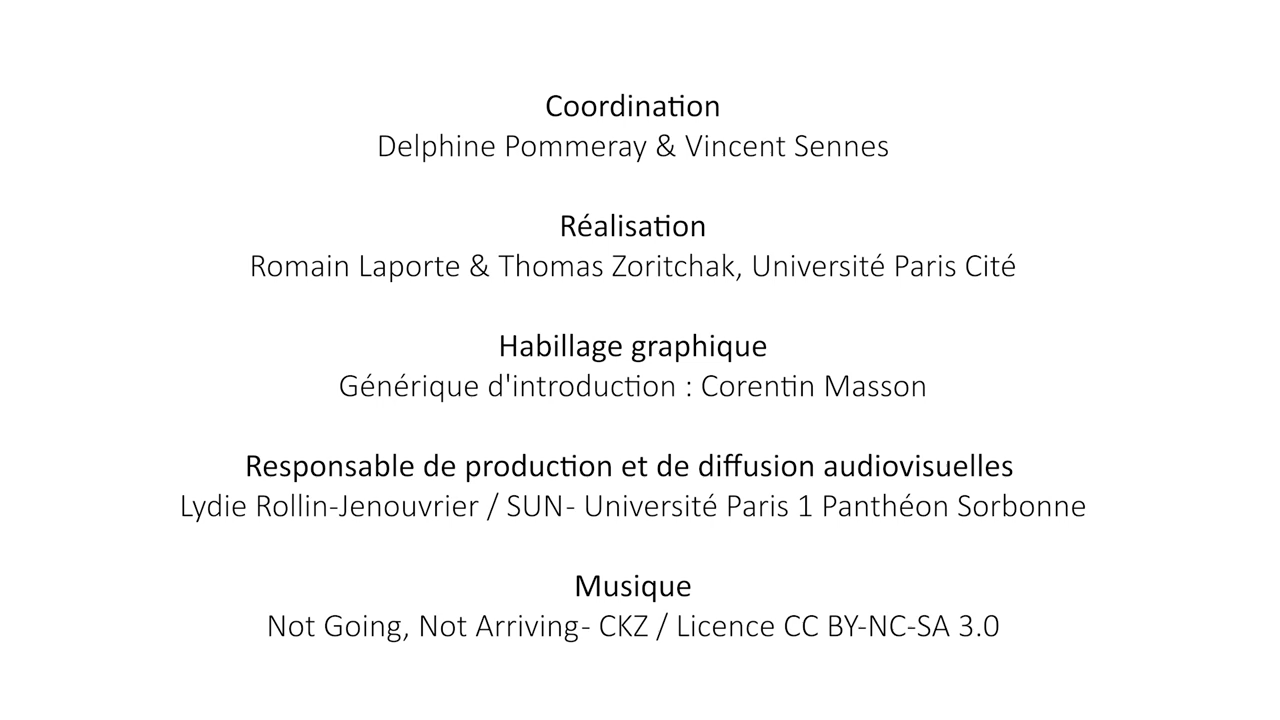 Coordination
Delphine Pommeray & Vincent Sennes
Réalisation
Romain Laporte & Thomas Zoritchak, Université Paris Cité
Habillage graphique
Générique d'introduction : Corentin Masson
Responsable de production et de diffusion audiovisuelles
Lydie Rollin-Jenouvrier / SUN- Université Paris 1 Panthéon Sorbonne
Musique
Not Going, Not Arriving- CKZ / Licence CC BY-NC-SA 3.0